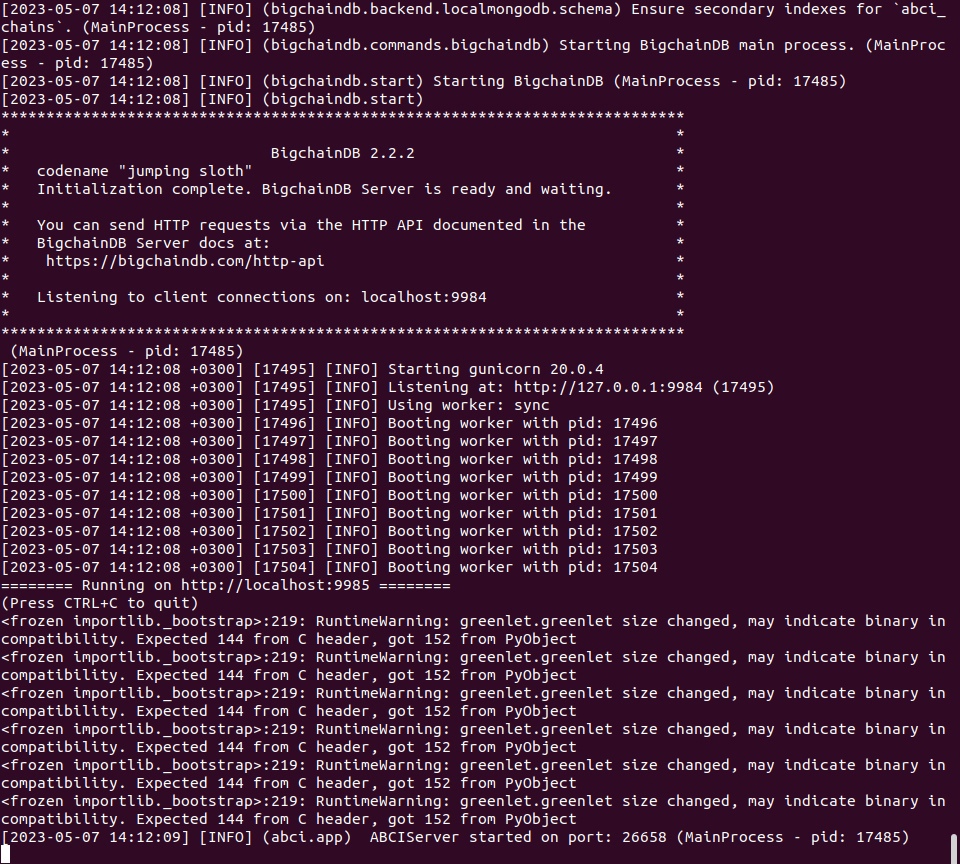 [2023-05-07 14:12:08] [INFO] (bigchaindb.backend.localmongodb.schema) Ensure secondary indexes for `abci_
chains`. (MainProcess - pid: 17485)
[2023-05-07 14:12:08] [INFO] (bigchaindb.commands.bigchaindb) Starting BigchainDB main process. (MainProc
ess - pid: 17485)
[2023-05-07 14:12:08] [INFO] (bigchaindb.start) Starting BigchainDB (MainProcess - pid: 17485)
[2023-05-07 14:12:08] [INFO] (bigchaindb.start)
****************************************************************************
*                                                                          *
*                             BigchainDB 2.2.2                             *
*   codename "jumping sloth"                                               *
*   Initialization complete. BigchainDB Server is ready and waiting.       *
*                                                                          *
*   You can send HTTP requests via the HTTP API documented in the          *
*   BigchainDB Server docs at:                                             *
*    https://bigchaindb.com/http-api                                       *
*                                                                          *
*   Listening to client connections on: localhost:9984                     *
*                                                                          *
****************************************************************************
 (MainProcess - pid: 17485)
[2023-05-07 14:12:08 +0300] [17495] [INFO] Starting gunicorn 20.0.4
[2023-05-07 14:12:08 +0300] [17495] [INFO] Listening at: http://127.0.0.1:9984 (17495)
[2023-05-07 14:12:08 +0300] [17495] [INFO] Using worker: sync
[2023-05-07 14:12:08 +0300] [17496] [INFO] Booting worker with pid: 17496
[2023-05-07 14:12:08 +0300] [17497] [INFO] Booting worker with pid: 17497
[2023-05-07 14:12:08 +0300] [17498] [INFO] Booting worker with pid: 17498
[2023-05-07 14:12:08 +0300] [17499] [INFO] Booting worker with pid: 17499
[2023-05-07 14:12:08 +0300] [17500] [INFO] Booting worker with pid: 17500
[2023-05-07 14:12:08 +0300] [17501] [INFO] Booting worker with pid: 17501
[2023-05-07 14:12:08 +0300] [17502] [INFO] Booting worker with pid: 17502
[2023-05-07 14:12:08 +0300] [17503] [INFO] Booting worker with pid: 17503
[2023-05-07 14:12:08 +0300] [17504] [INFO] Booting worker with pid: 17504
======== Running on http://localhost:9985 ========
(Press CTRL+C to quit)
<frozen importlib._bootstrap>:219: RuntimeWarning: greenlet.greenlet size changed, may indicate binary in
compatibility. Expected 144 from C header, got 152 from PyObject
<frozen importlib._bootstrap>:219: RuntimeWarning: greenlet.greenlet size changed, may indicate binary in
compatibility. Expected 144 from C header, got 152 from PyObject
<frozen importlib._bootstrap>:219: RuntimeWarning: greenlet.greenlet size changed, may indicate binary in
compatibility. Expected 144 from C header, got 152 from PyObject
<frozen importlib._bootstrap>:219: RuntimeWarning: greenlet.greenlet size changed, may indicate binary in
compatibility. Expected 144 from C header, got 152 from PyObject
<frozen importlib._bootstrap>:219: RuntimeWarning: greenlet.greenlet size changed, may indicate binary in
compatibility. Expected 144 from C header, got 152 from PyObject
<frozen importlib._bootstrap>:219: RuntimeWarning: greenlet.greenlet size changed, may indicate binary in
compatibility. Expected 144 from C header, got 152 from PyObject
[2023-05-07 14:12:09] [INFO] (abci.app)  ABCIServer started on port: 26658 (MainProcess - pid: 17485)